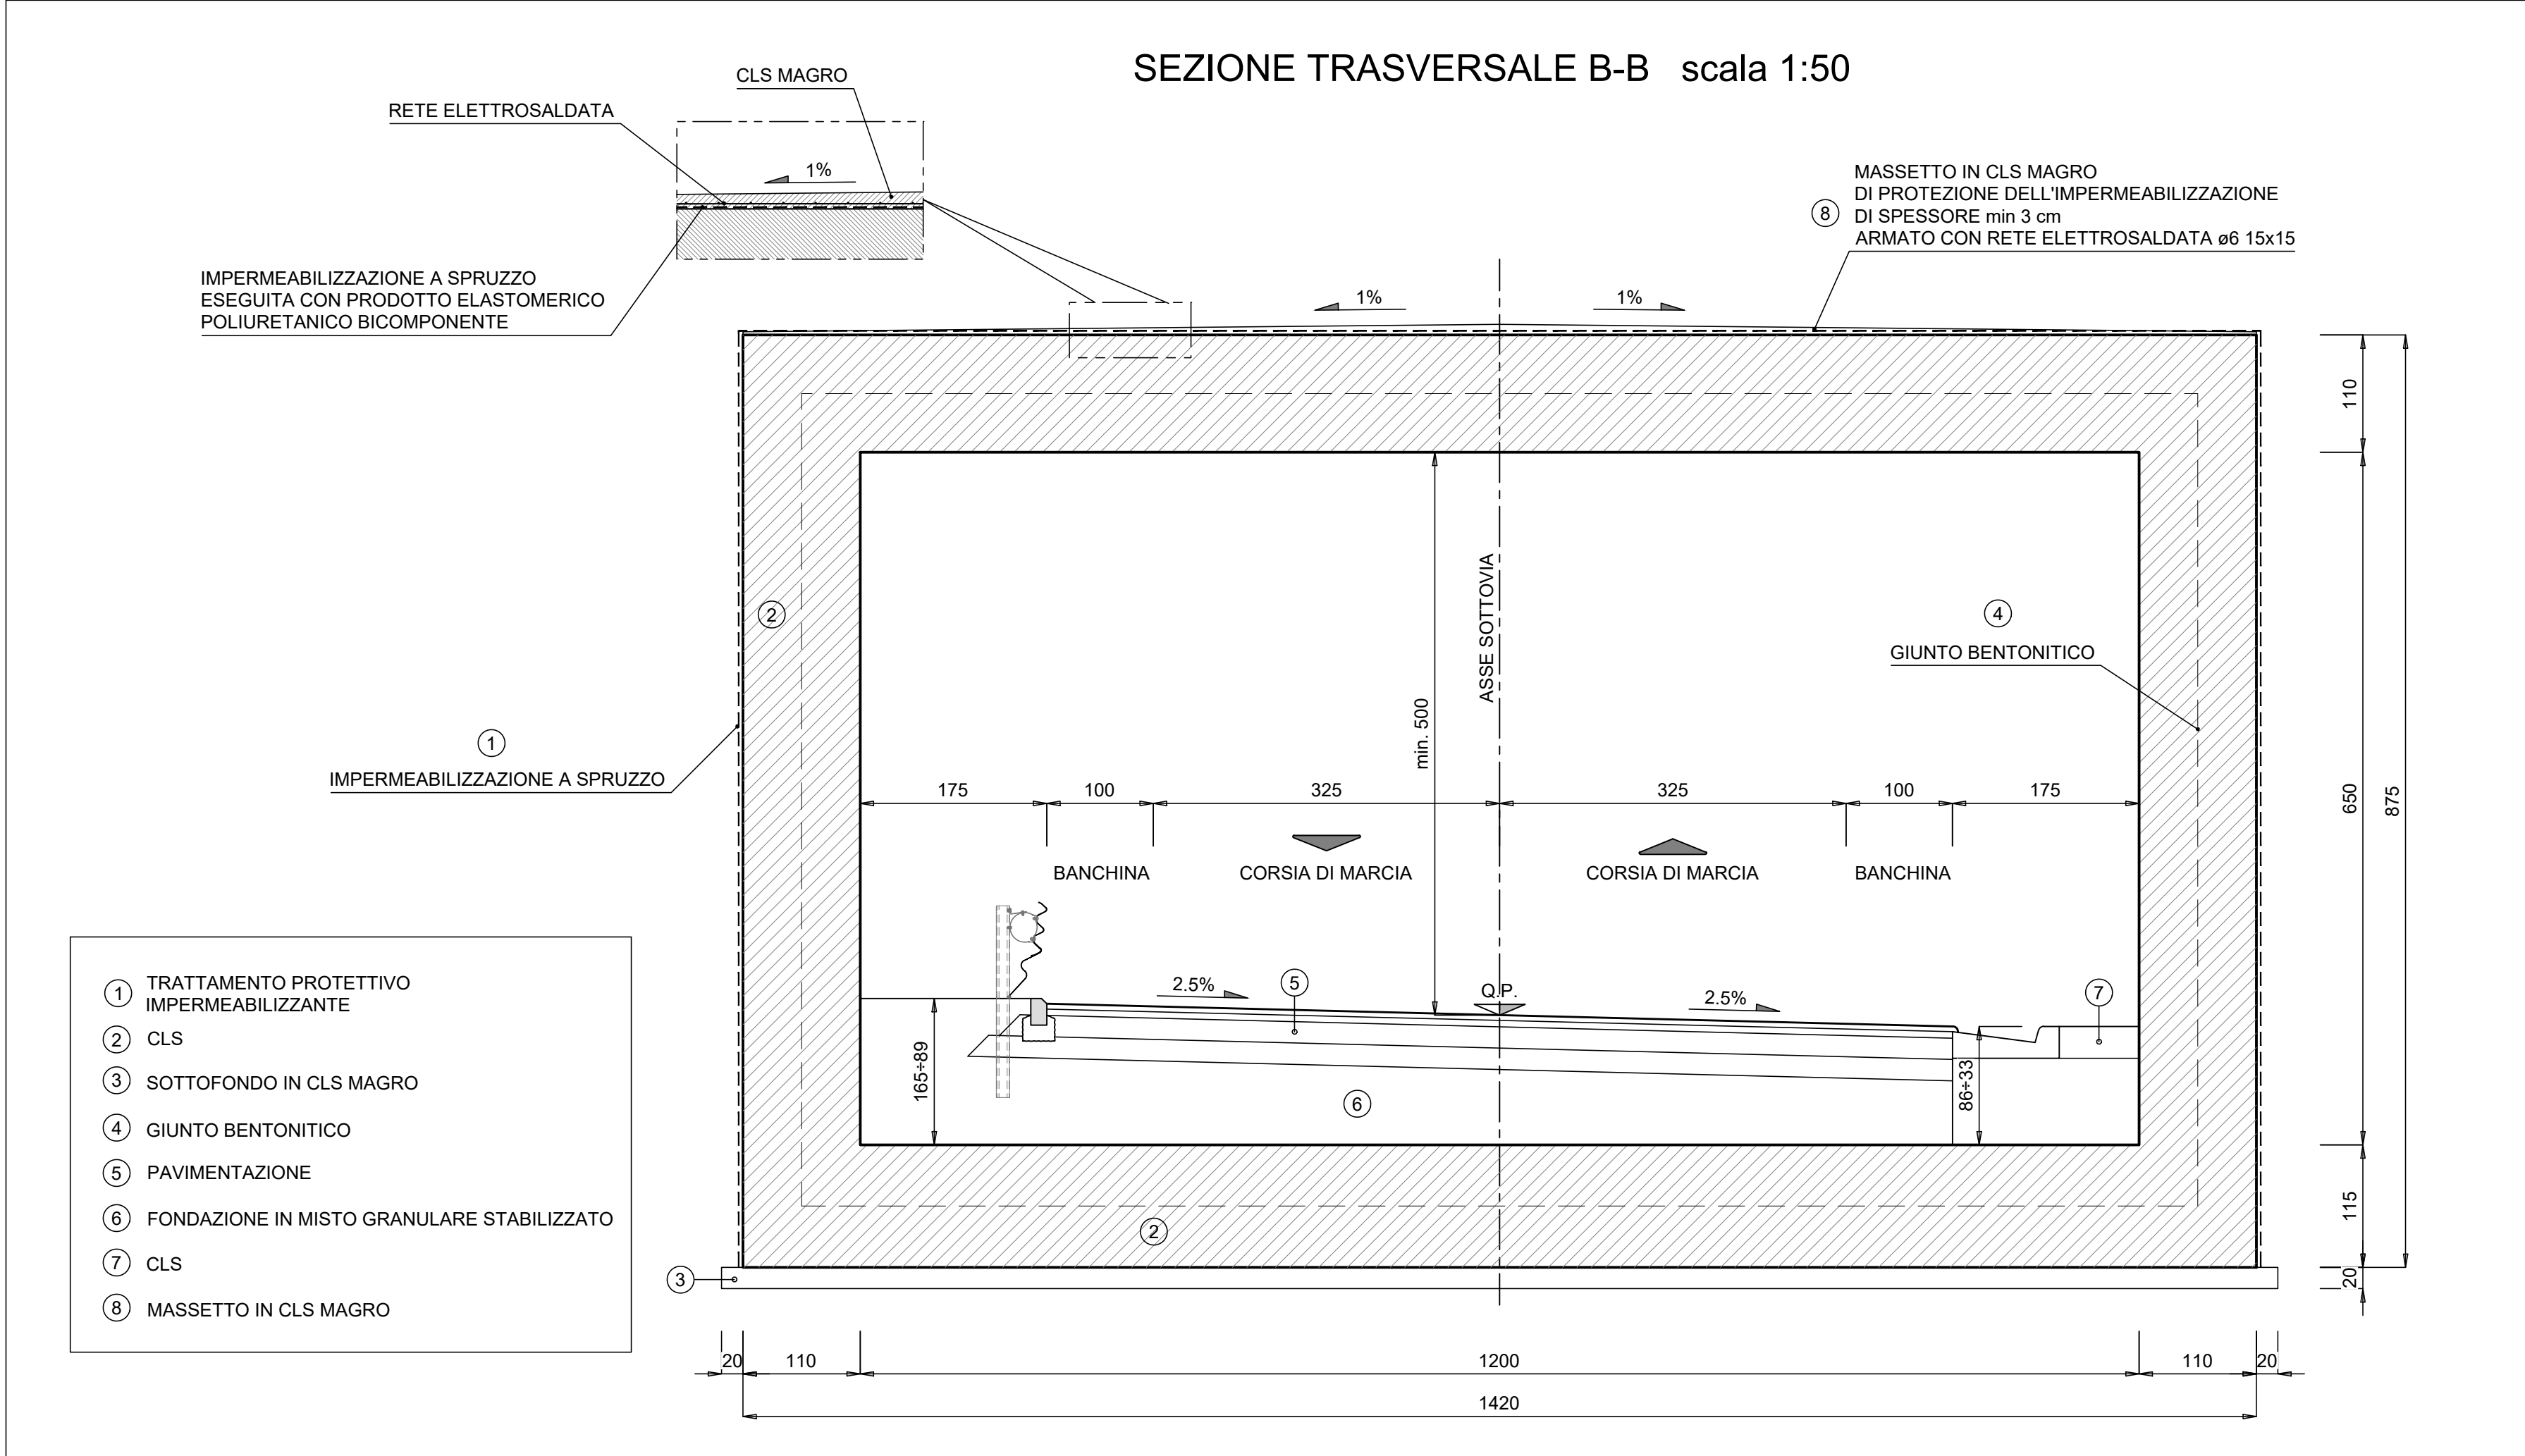 SEZIONE TRASVERSALE B-B scala 1:50
CLS MAGRO
RETE ELETTROSALDATA
1%
IMPERMEABILIZZAZIONE A SPRUZZO
ESEGUITA CON PRODOTTO ELASTOMERICO
POLIURETANICO BICOMPONENTE
8
MASSETTO IN CLS MAGRO
DI PROTEZIONE DELL'IMPERMEABILIZZAZIONE
DI SPESSORE min 3 cm
ARMATO CON RETE ELETTROSALDATA ø6 15x15
1%
1%
110
2
ASSE SOTTOVIA
4
GIUNTO BENTONITICO
min. 500
1
IMPERMEABILIZZAZIONE A SPRUZZO
175
100
325
325
100
175
650
875
BANCHINA
CORSIA DI MARCIA
CORSIA DI MARCIA
BANCHINA
2.5%
5
Q.P.
2.5%
7
165÷89
86÷33
6
1 TRATTAMENTO PROTETTIVO
IMPERMEABILIZZANTE
2 CLS
3 SOTTOFONDO IN CLS MAGRO
4 GIUNTO BENTONITICO
5 PAVIMENTAZIONE
6 FONDAZIONE IN MISTO GRANULARE STABILIZZATO
7 CLS
8 MASSETTO IN CLS MAGRO
2
115
3
20
20
110
1200
110
20
1420